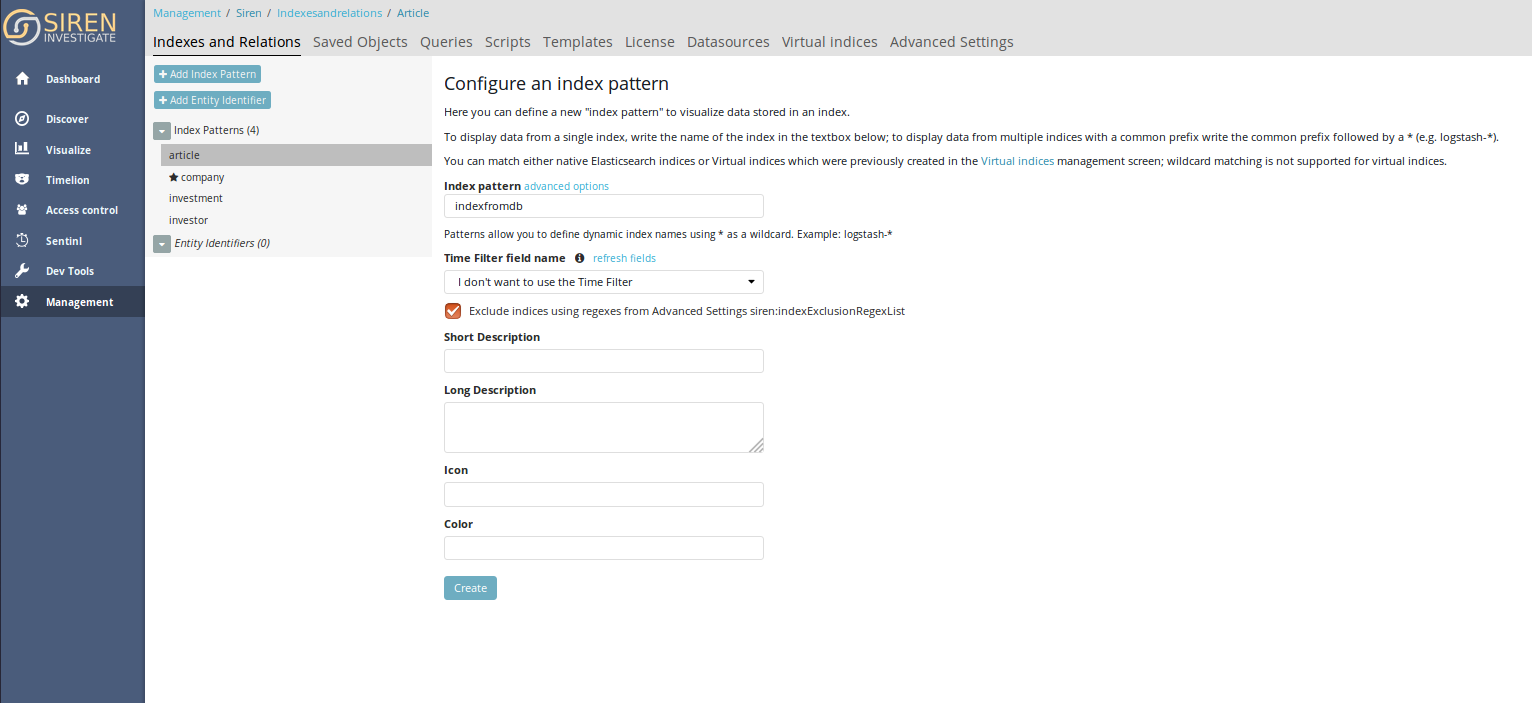 SIREN
INVESTIGATE
Dashboard
Discover
Visualize
Timelion
Access control
Sentinl
Dev Tools
Management
Management / Siren / Indexesandrelations / Article
Indexes and Relations Saved Objects Queries Scripts Templates License Datasources Virtual indices Advanced Settings
+ Add Index Pattern
+ Add Entity Identifier
Index Patterns (4)
article
★ company
investment
investor
Entity Identifiers (0)
Configure an index pattern
Here you can define a new "index pattern" to visualize data stored in an index.
To display data from a single index, write the name of the index in the textbox below; to display data from multiple indices with a common prefix write the common prefix followed by a * (e.g. logstash-*).
You can match either native Elasticsearch indices or Virtual indices which were previously created in the Virtual indices management screen; wildcard matching is not supported for virtual indices.
Index pattern advanced options
indexfromdb
Patterns allow you to define dynamic index names using * as a wildcard. Example: logstash-*
Time Filter field name refresh fields
I don't want to use the Time Filter
Exclude indices using regexes from Advanced Settings siren:indexExclusionRegexList
Short Description
Long Description
Icon
Color
Create